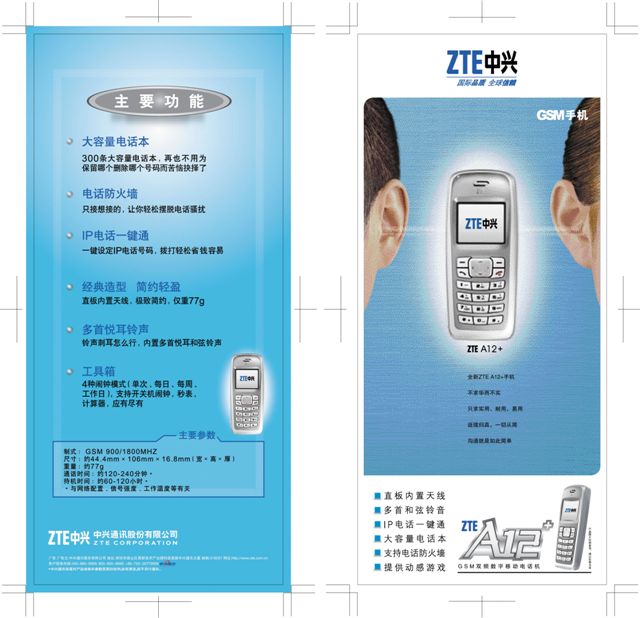 主要功能
大容量电话本
300条大容量电话本，再也不用为
保留哪个删除哪个号码而苦恼抉择了
电话防火墙
只接想接的，让你轻松摆脱电话骚扰
IP电话一键通
一键设定IP电话号码，拨打轻松省钱容易
经典造型 简约轻盈
直板内置天线，极致简约，仅重77g
多首悦耳铃声
铃声刺耳怎么行，内置多首悦耳和弦铃声
工具箱
4种闹钟模式（单次、每日、每周、
工作日），支持开关机闹钟，秒表，
计算器，应有尽有
ZTE中兴
主要参数
制式：GSM 900/1800MHZ
尺寸：约44.4mm×106mm×16.8mm（宽×高×厚）
重量：约77g
通话时间：约120-240分钟*
待机时间：约60-120小时*
*与网络配置，信号强度，工作温度等有关
ZTE中兴 中兴通讯股份有限公司
ZTE CORPORATION
ZTE中兴
国际品质 全球信赖
GSM手机
ZTE中兴
ZTE A12+
全新ZTE A12+手机
不求华而不实
只求实用、耐用、易用
返璞归真，一切从简
沟通就是如此简单
直板内置天线
多首和弦铃音
IP电话一键通
大容量电话本
支持电话防火墙
提供动感游戏
ZTE A12+
GSM双频数字移动电话机